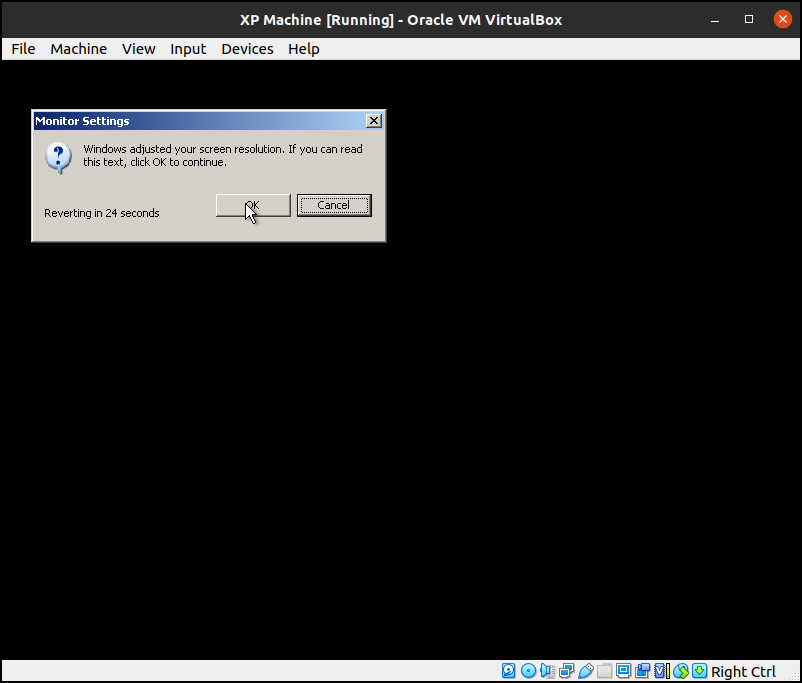 XP Machine [Running] - Oracle VM VirtualBox
File Machine View Input Devices Help
Monitor Settings
Windows adjusted your screen resolution. If you can read
this text, click OK to continue.
OK Cancel
Reverting in 24 seconds
Right Ctrl